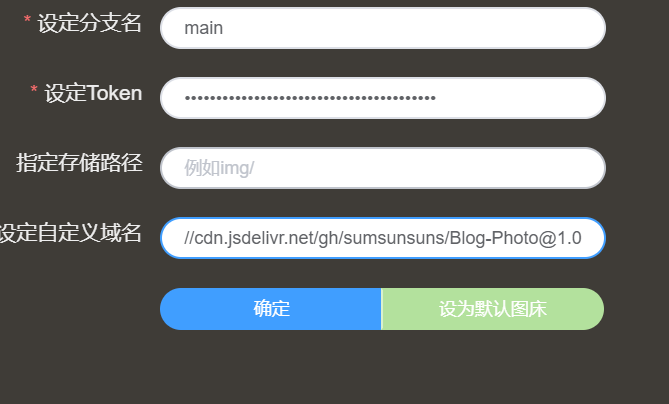 * 设定分支名 main
* 设定Token ••••••••••••••••••••••••••••••••••••••••
指定存储路径 例如img/
设定自定义域名 //cdn.jsdelivr.net/gh/sumsunsuns/Blog-Photo@1.0
确定 设为默认图床